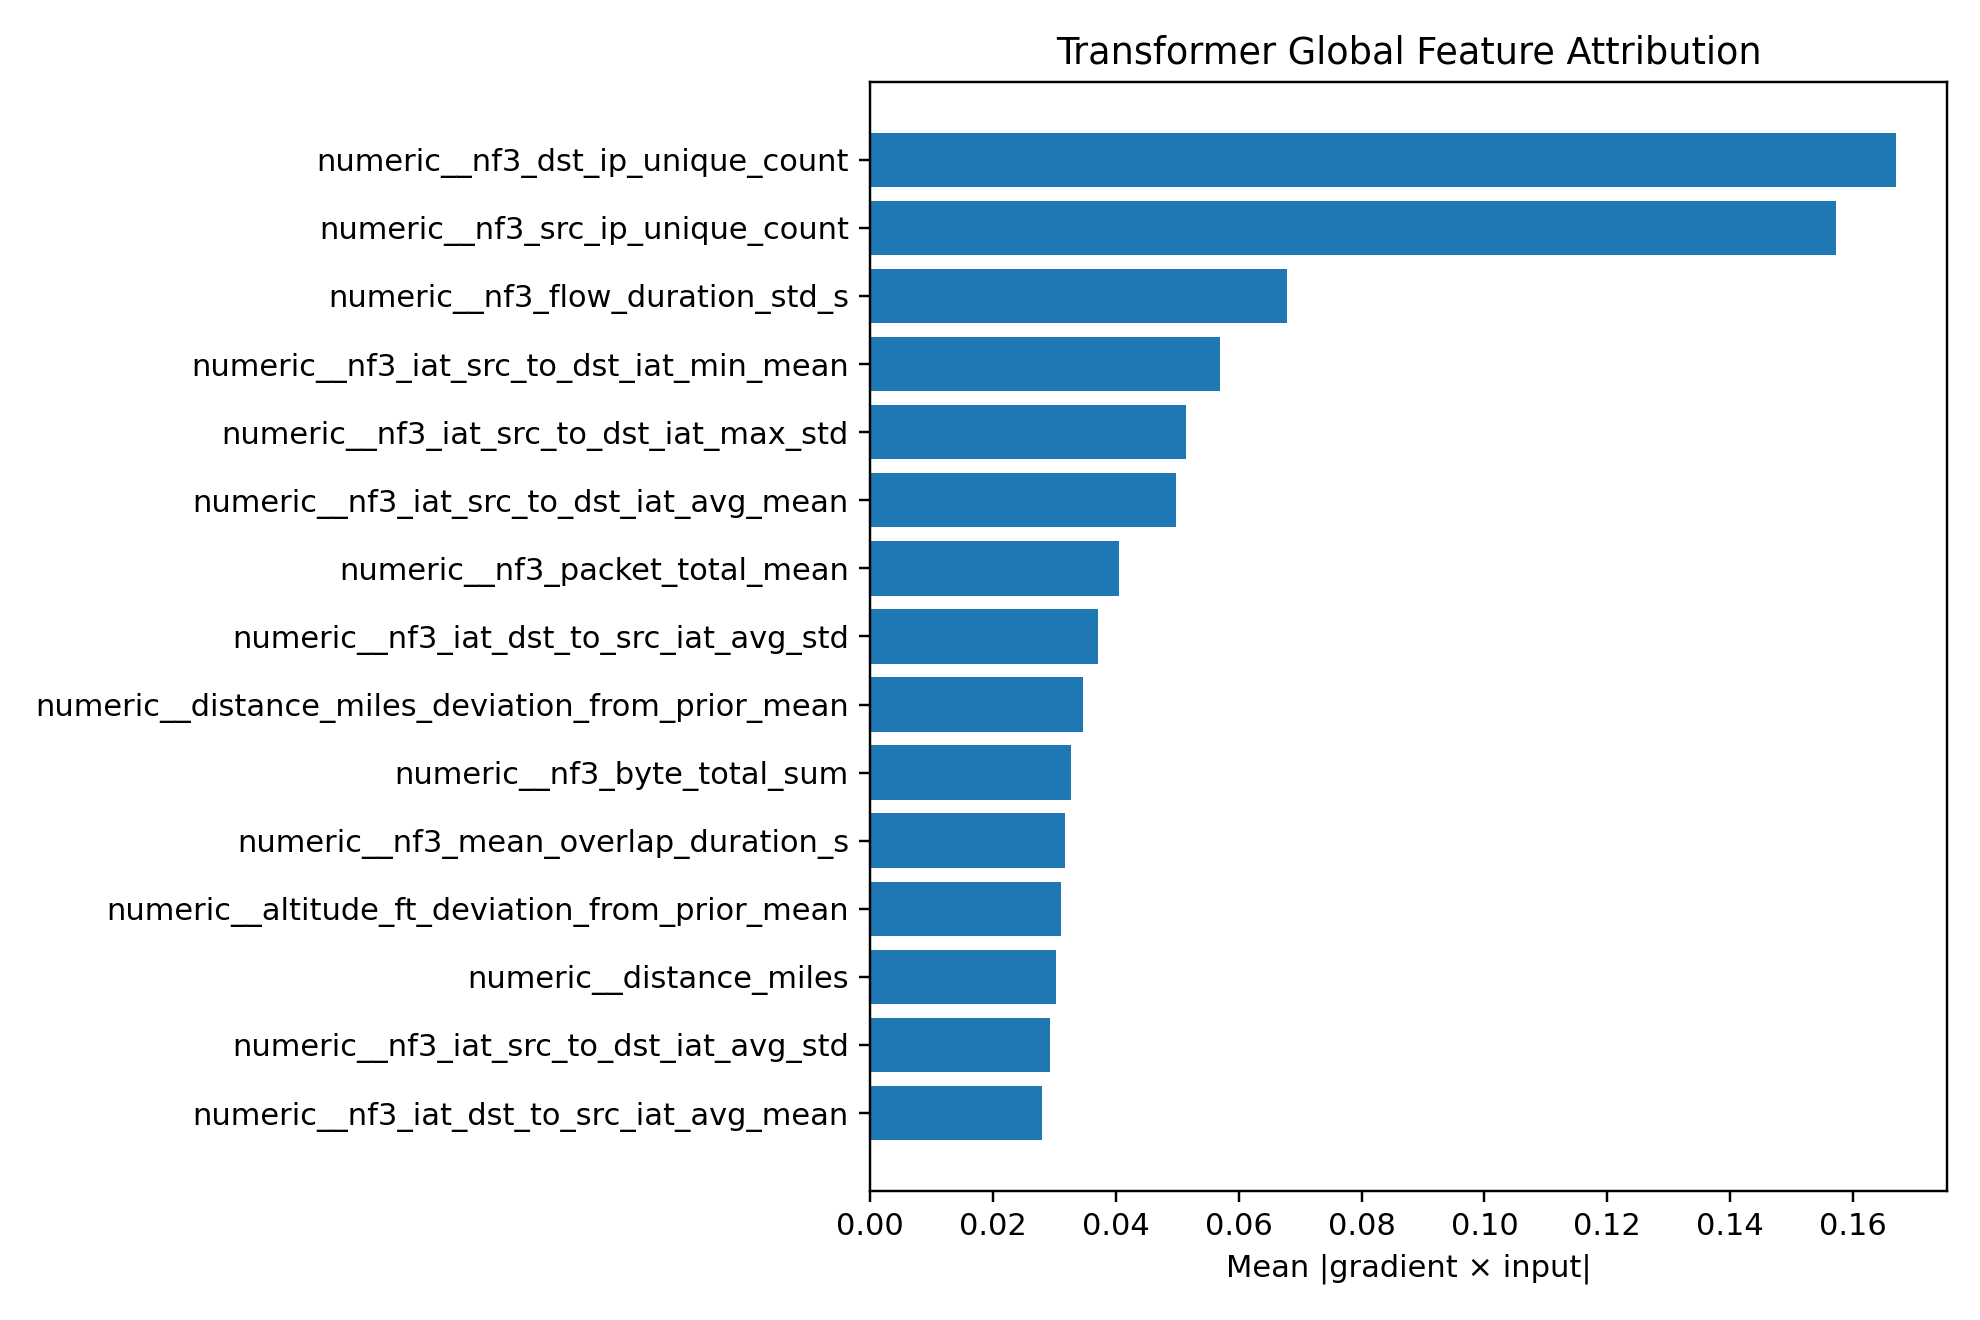 Transformer Global Feature Attribution
numeric__nf3_dst_ip_unique_count
numeric__nf3_src_ip_unique_count
numeric__nf3_flow_duration_std_s
numeric__nf3_iat_src_to_dst_iat_min_mean
numeric__nf3_iat_src_to_dst_iat_max_std
numeric__nf3_iat_src_to_dst_iat_avg_mean
numeric__nf3_packet_total_mean
numeric__nf3_iat_dst_to_src_iat_avg_std
numeric__distance_miles_deviation_from_prior_mean
numeric__nf3_byte_total_sum
numeric__nf3_mean_overlap_duration_s
numeric__altitude_ft_deviation_from_prior_mean
numeric__distance_miles
numeric__nf3_iat_src_to_dst_iat_avg_std
numeric__nf3_iat_dst_to_src_iat_avg_mean
0.00 0.02 0.04 0.06 0.08 0.10 0.12 0.14 0.16
Mean |gradient × input|